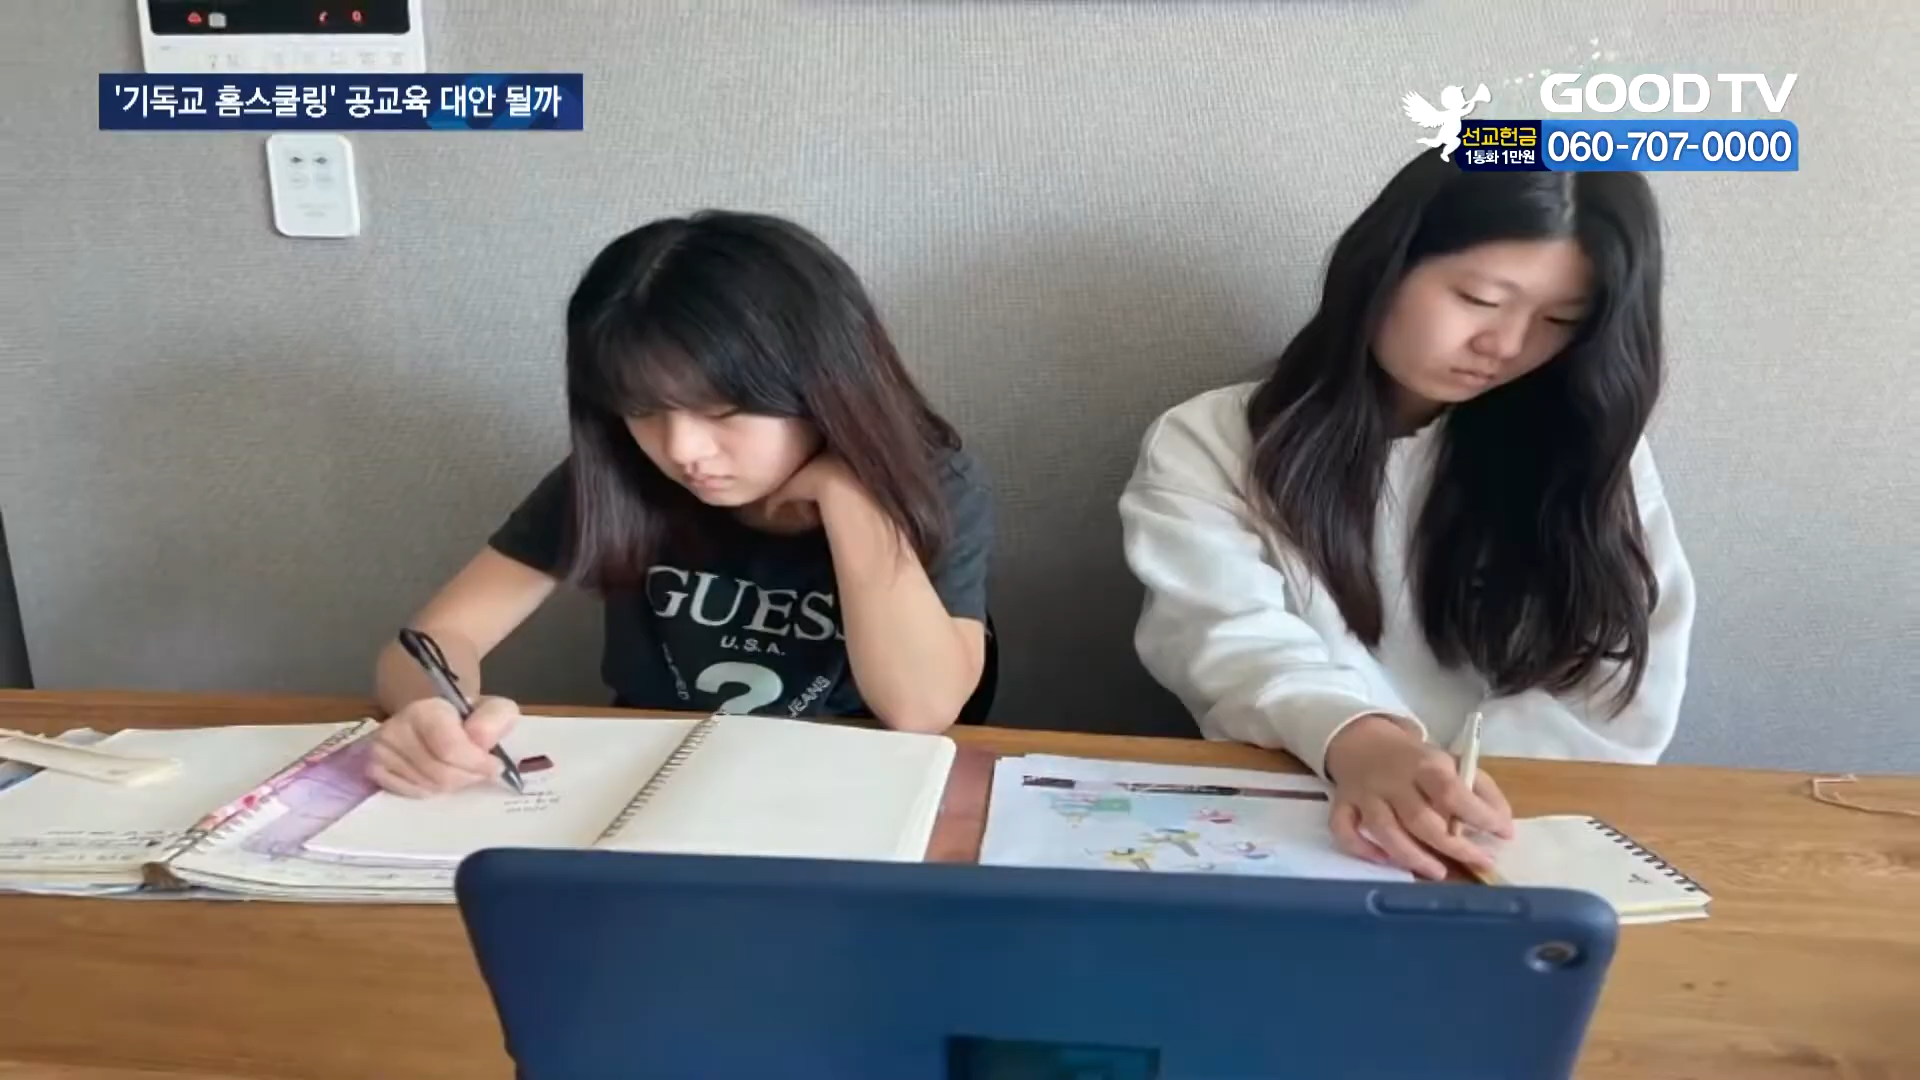 '기독교 홈스쿨링' 공교육 대안 될까
GOOD TV
선교헌금
1통화 1만원
060-707-0000
GUESS
U.S.A.
?
JEANS